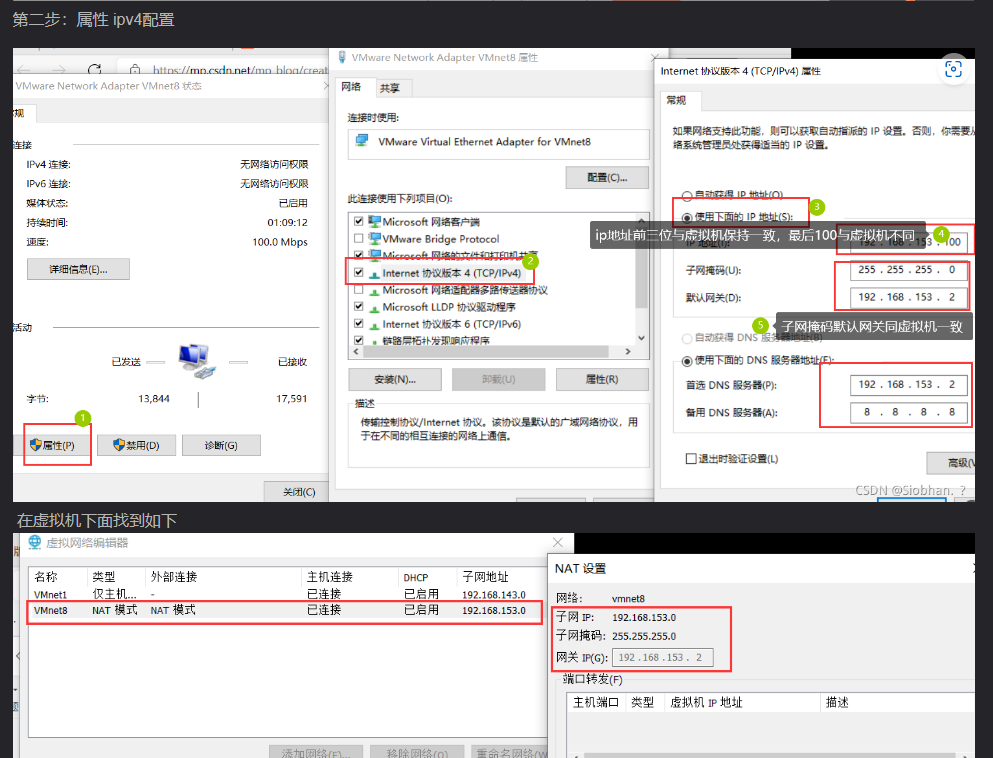 第二步：属性 ipv4配置
https://mp.csdn.net/mp_blog/creat
VMware Network Adapter VMnet8 状态
规
连接
IPv4 连接:
无网络访问权限
IPv6 连接:
无网络访问权限
媒体状态:
已启用
持续时间:
01:09:12
速度:
100.0 Mbps
详细信息(E)...
活动
已发送
已接收
字节:
13,844
17,591
1
属性(P)
禁用(D)
诊断(G)
关闭(C)
VMware Network Adapter VMnet8 属性
网络
共享
连接时使用:
VMware Virtual Ethernet Adapter for VMnet8
配置(C)...
此连接使用下列项目(O):
Microsoft 网络客户端
VMware Bridge Protocol
Microsoft 网络的文件和打印机共享
2
Internet 协议版本 4 (TCP/IPv4)
Microsoft 网络适配器多路传送器协议
Microsoft LLDP 协议驱动程序
Internet 协议版本 6 (TCP/IPv6)
链路层拓扑发现响应程序
安装(N)...
卸载(U)
属性(R)
描述
传输控制协议/Internet 协议。该协议是默认的广域网络协议，用
于在不同的相互连接的网络上通信。
Internet 协议版本 4 (TCP/IPv4) 属性
常规
如果网络支持此功能，则可以获取自动指派的 IP 设置。否则，你需要从
络系统管理员处获得适当的 IP 设置。
自动获得 IP 地址(O)
3
使用下面的 IP 地址(S):
ip地址前三位与虚拟机保持一致，最后100与虚拟机不同
4
IP 地址(I):
192 . 168 . 153 . 100
子网掩码(U):
255 . 255 . 255 . 0
默认网关(D):
192 . 168 . 153 . 2
5
子网掩码默认网关同虚拟机一致
自动获得 DNS 服务器地址(B)
使用下面的 DNS 服务器地址(E):
首选 DNS 服务器(P):
192 . 168 . 153 . 2
备用 DNS 服务器(A):
8 . 8 . 8 . 8
退出时验证设置(L)
高级(V
CSDN @Siobhan. ?
在虚拟机下面找到如下
虚拟网络编辑器
名称
类型
外部连接
主机连接
DHCP
子网地址
VMnet1
仅主机...
-
已连接
已启用
192.168.143.0
VMnet8
NAT 模式
NAT 模式
已连接
已启用
192.168.153.0
添加网络(E)...
移除网络(O)
重命名网络(W)
NAT 设置
网络:
vmnet8
子网 IP:
192.168.153.0
子网掩码:
255.255.255.0
网关 IP(G):
192 . 168 . 153 . 2
端口转发(F)
主机端口
类型
虚拟机 IP 地址
描述